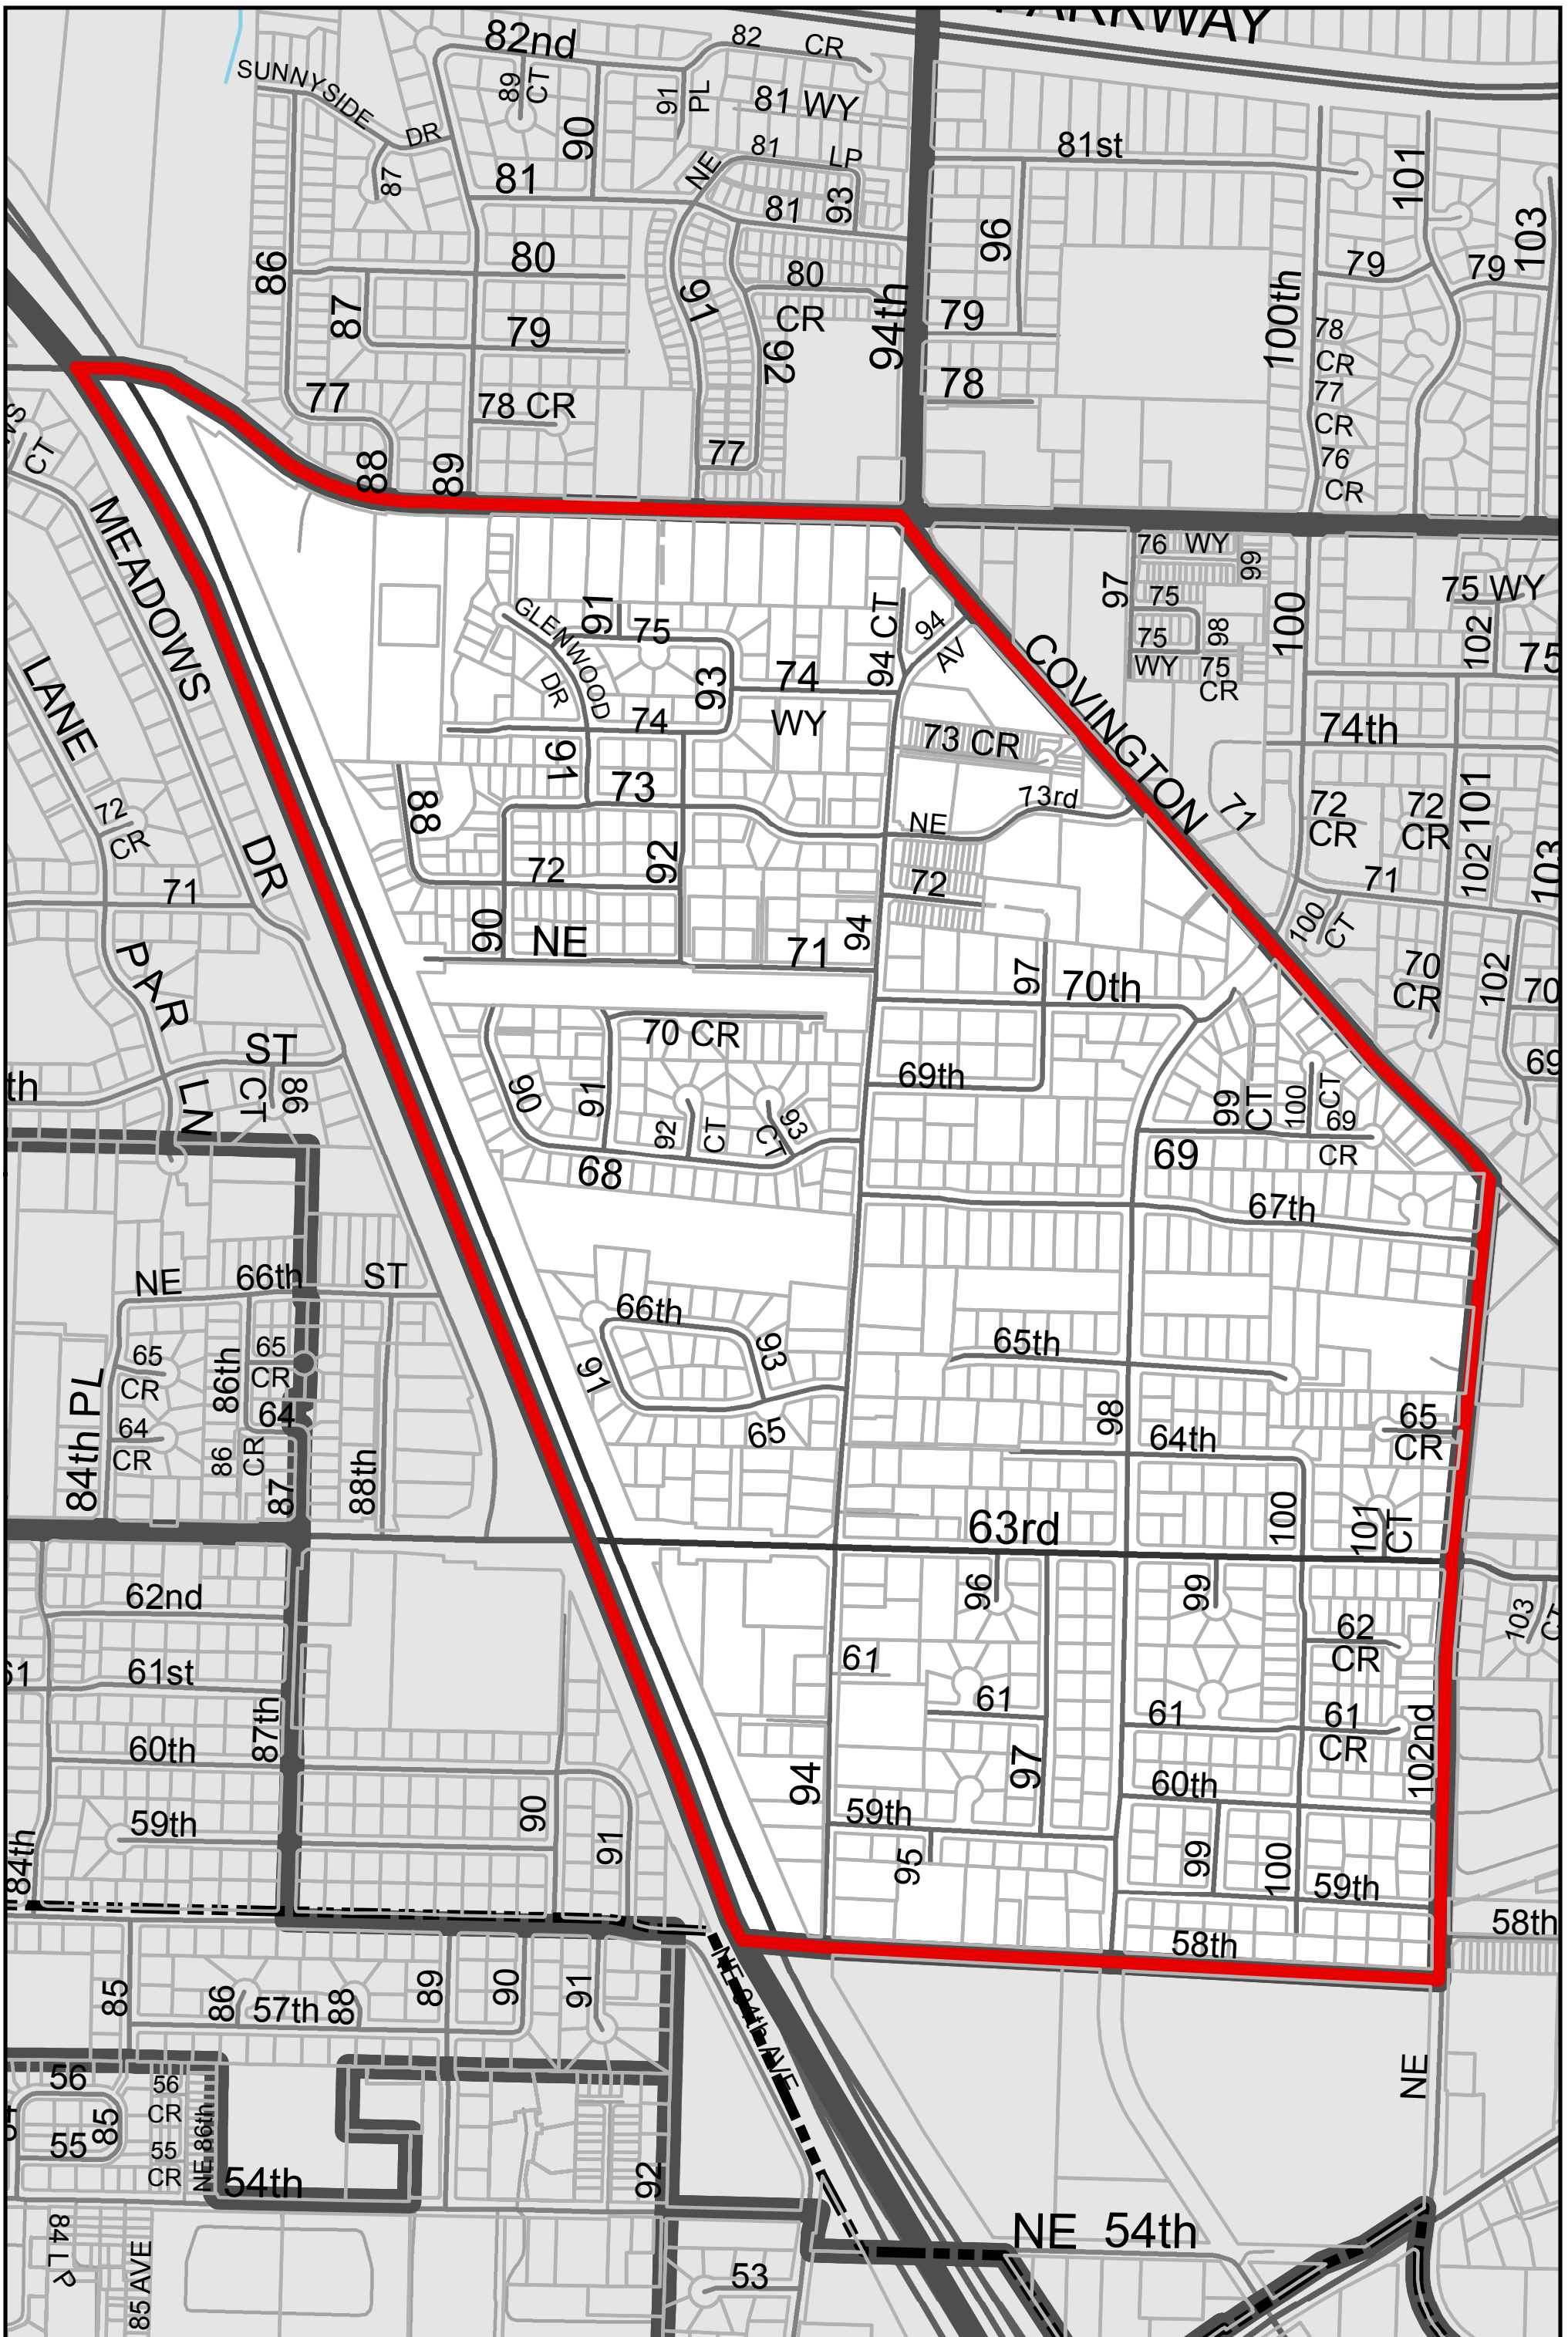 PARKWAY
82nd
82 CR
SUNNYSIDE DR
89 CT
91 PL
81 WY
90
87
81
NE
81 LP
81
93
81st
101
96
103
86
80
80 CR
79
79
87
79
91
92
94th
79
100th
78 CR
78
77 CR
76 CR
77
78 CR
77
88
89
CT
MEADOWS DR
76 WY
99
97
75
98
75 WY
75 CR
100
75 WY
102
75
GLENWOOD DR
91
75
94 CT
94 AV
COVINGTON
LANE
93
74 WY
74
73 CR
74th
91
73
73rd
NE
88
72 CR
71
72 CR
72 CR
101
102
103
72
92
72
71
71
90
NE
71
94
100 CT
PAR LN
97
70th
70 CR
102
70
70 CR
ST
86 CT
th
69th
69
90
91
92 CT
93 CT
99 CT
100 CT
69 CR
69
68
67th
NE 66th ST
66th
65th
93
91
65 CR
86th
65 CR
84th PL
64
64 CR
86 CR
87
88th
65
98
64th
65 CR
63rd
100
101 CT
62nd
96
99
62 CR
103 CT
61
61st
61
61
61
61 CR
102nd
87th
60th
94
97
60th
90
59th
91
59th
95
99
100
59th
84th
58th
58th
85
86
57th
88
89
90
91
NE 94th AVE
NE
56
56 CR
85
55
55 CR
NE 86th
54th
92
84 LP
85 AVE
53
NE 54th